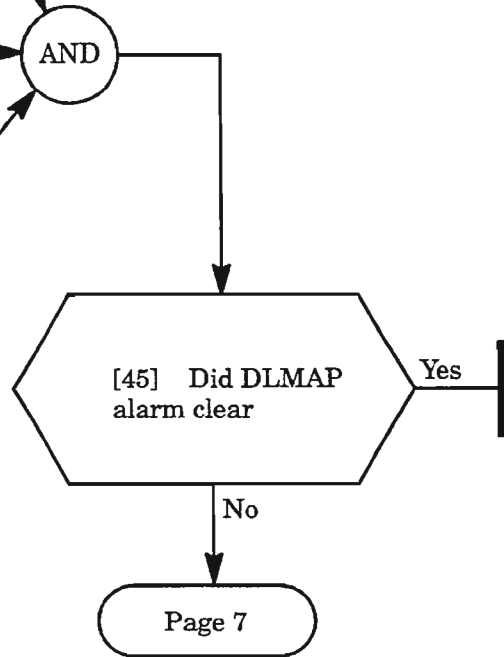 AND
[45] Did DLMAP
alarm clear
Yes
No
Page 7